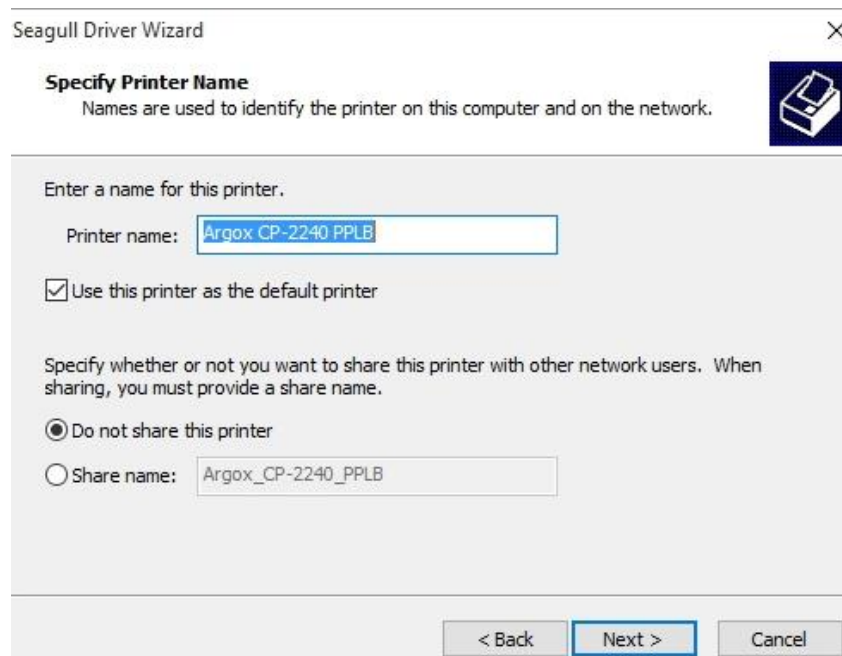 Seagull Driver Wizard
Specify Printer Name
Names are used to identify the printer on this computer and on the network.
Enter a name for this printer.
Printer name: Argox CP-2240 PPLB
Use this printer as the default printer
Specify whether or not you want to share this printer with other network users.  When
sharing, you must provide a share name.
Do not share this printer
Share name: Argox_CP-2240_PPLB
< Back Next > Cancel